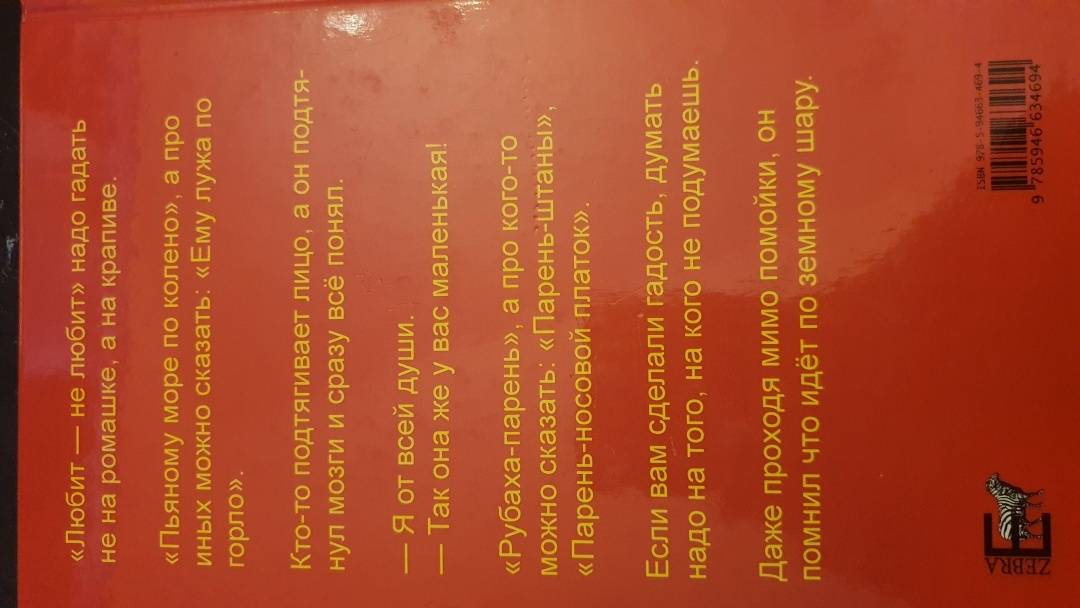 «Любит — не любит» надо гадать
не на ромашке, а на крапиве.
«Пьяному море по колено», а про
иных можно сказать: «Ему лужа по
горло».
Кто-то подтягивает лицо, а он подтя-
нул мозги и сразу всё понял.
— Я от всей души.
— Так она же у вас маленькая!
«Рубаха-парень», а про кого-то
можно сказать: «Парень-штаны»,
«Парень-носовой платок».
Если вам сделали гадость, думать
надо на того, на кого не подумаешь.
Даже проходя мимо помойки, он
помнил что идёт по земному шару.
ZEBRA E
ISBN 978-5-94663-469-4
9 785946 634694